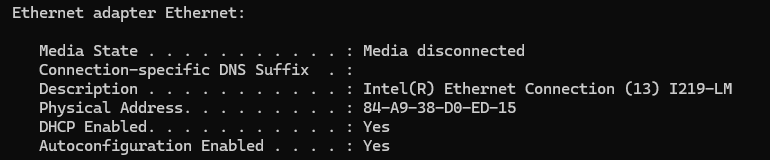 Ethernet adapter Ethernet:
Media State . . . . . . . . . . . : Media disconnected
Connection-specific DNS Suffix  . :
Description . . . . . . . . . . . : Intel(R) Ethernet Connection (13) I219-LM
Physical Address. . . . . . . . . : 84-A9-38-D0-ED-15
DHCP Enabled. . . . . . . . . . . : Yes
Autoconfiguration Enabled . . . . : Yes